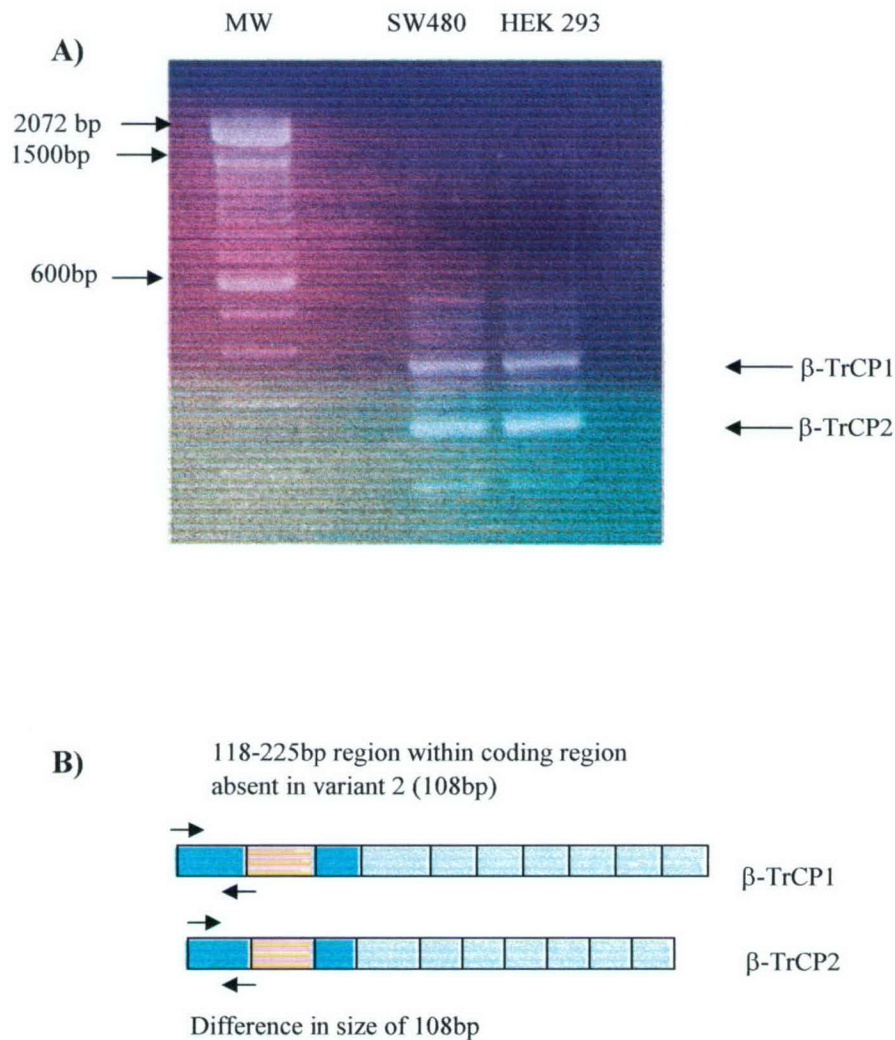 MW SW480 HEK 293
A)
2072 bp
1500bp
600bp
β-TrCP1
β-TrCP2
B)
118-225bp region within coding region
absent in variant 2 (108bp)
β-TrCP1
β-TrCP2
Difference in size of 108bp